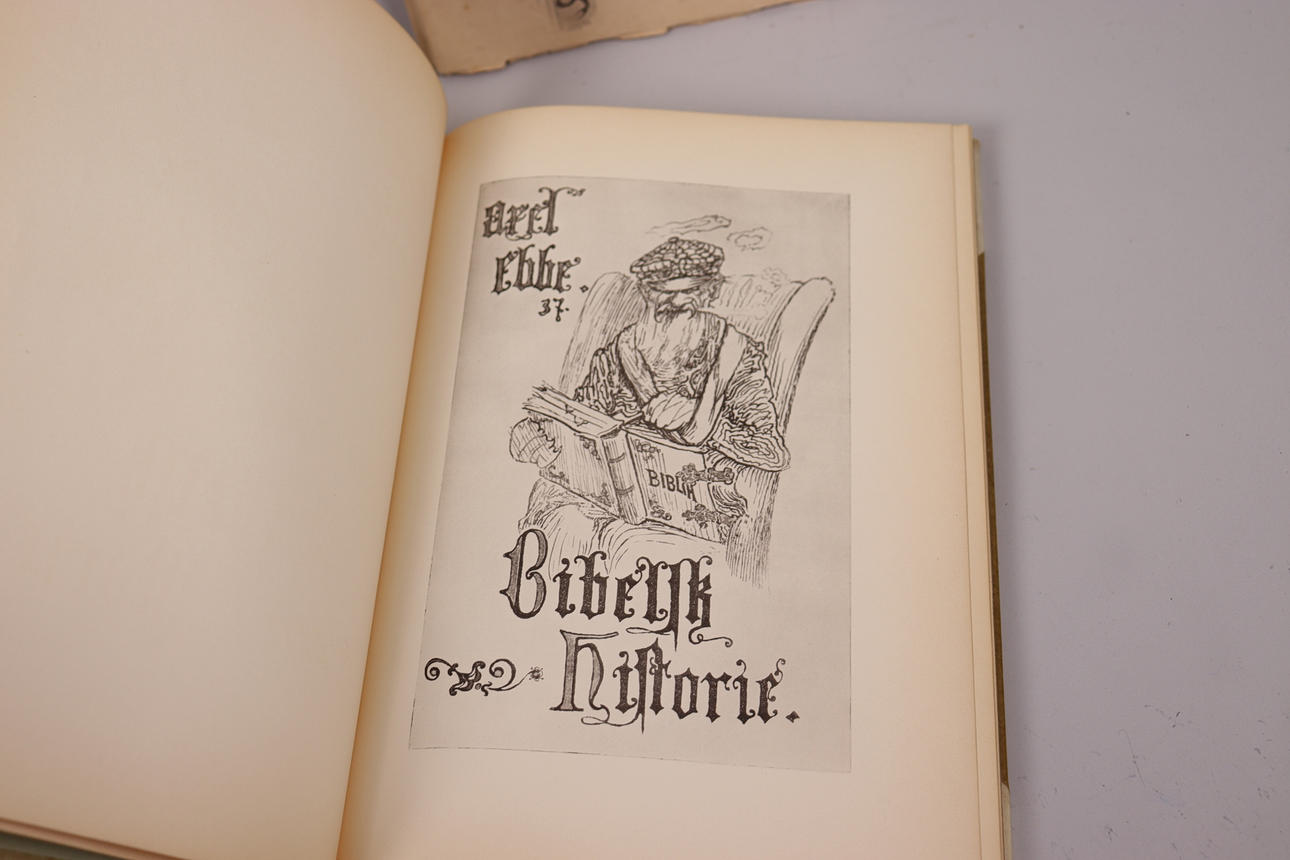 axel
ebbe.
37.
BIBLIA
Bibelsk
Historie.